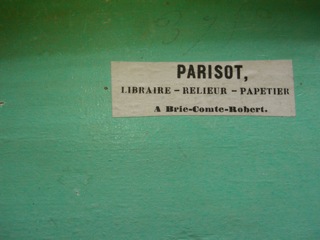 PARISOT,
LIBRAIRE – RELIEUR – PAPETIER
A Brie-Comte-Robert.